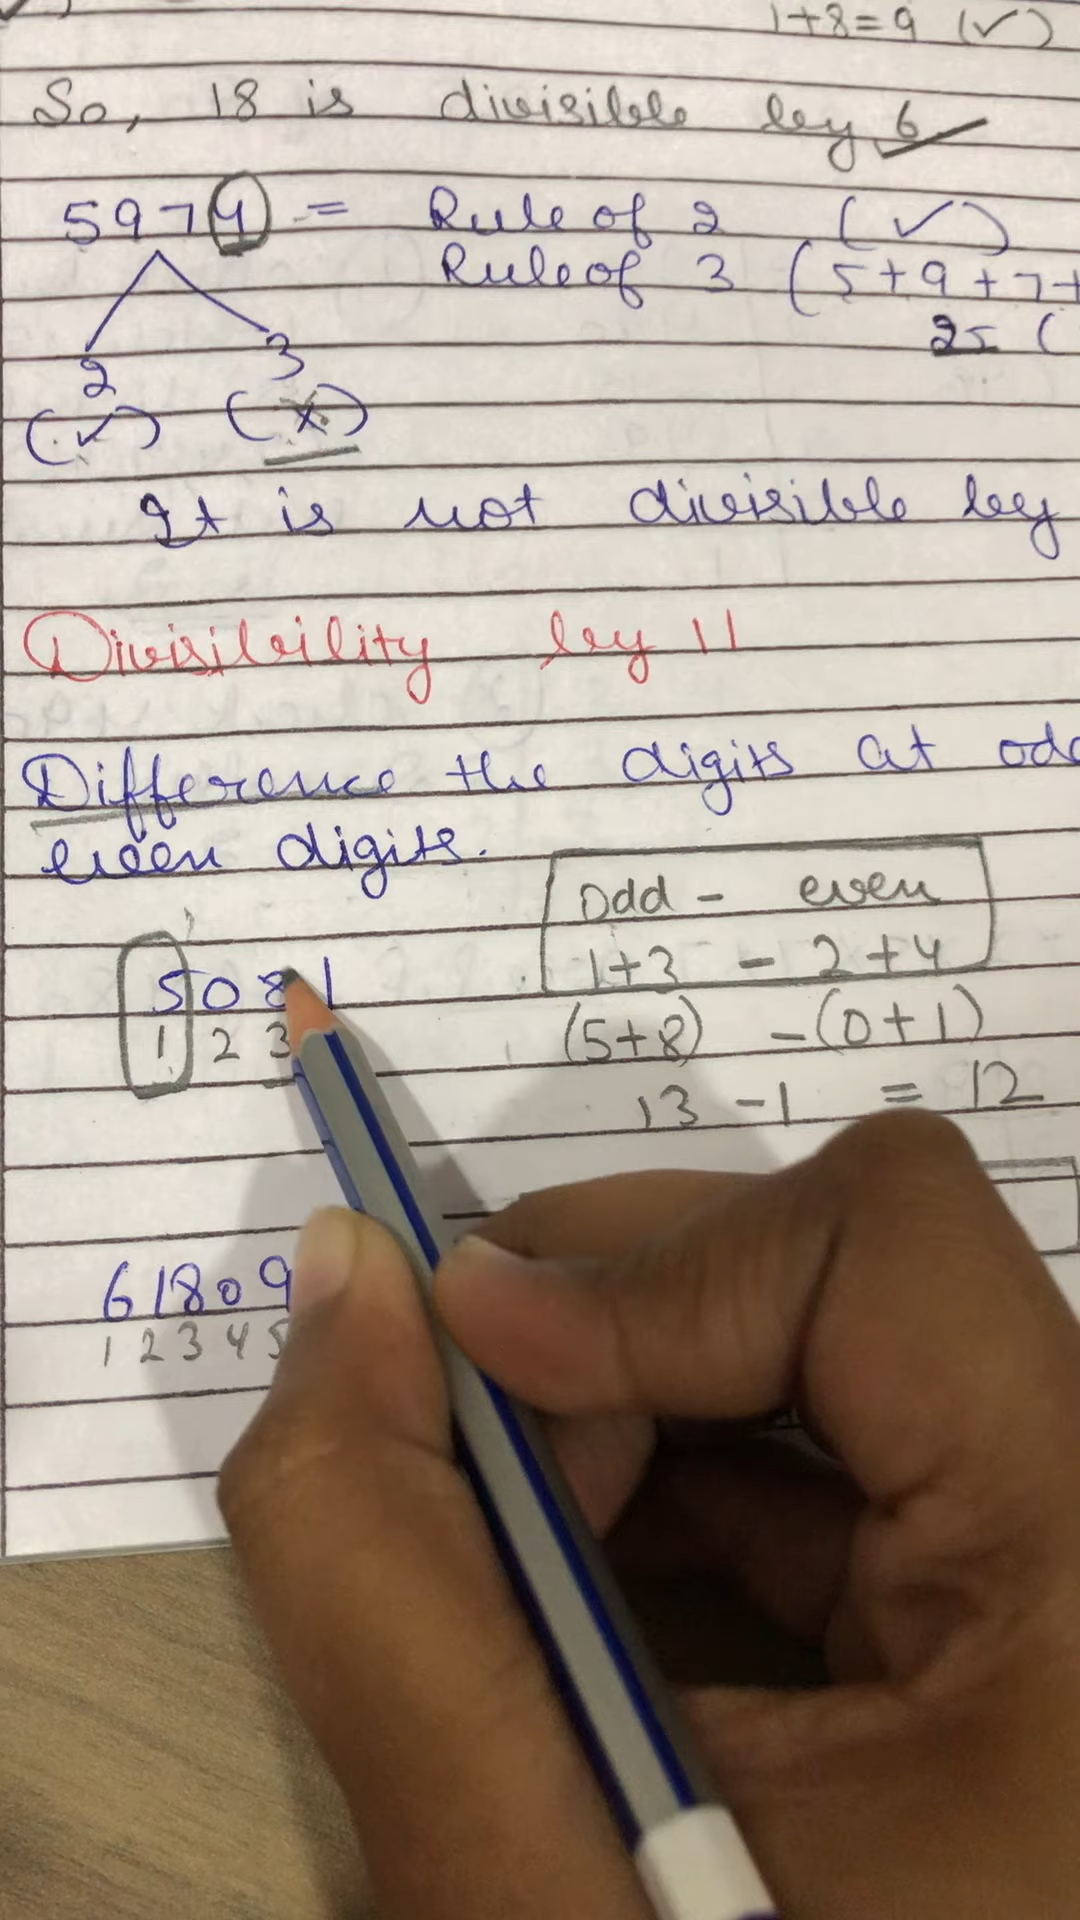 1+8=9 (✓)
So, 18 is divisible by 6
5974 = Rule of 2 (✓)
Rule of 3 (5+9+7+
25 (
2 3
(✓) (×)
It is not divisible by
Divisibility by 11
Difference the digits at odd
even digits.
Odd - even
1+3 - 2+4
5081
1 2 3
(5+8) - (0+1)
13 - 1 = 12
61809
1 2 3 4 5